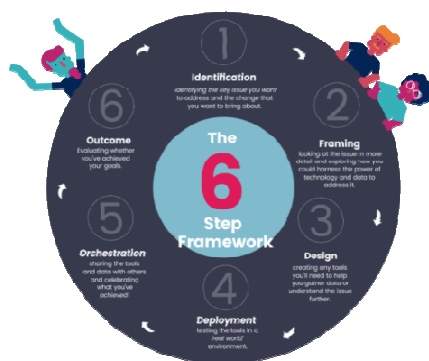 The
6
Step
Framework
1
Identification
Identifying the key issue you want
to address and the change that
you want to bring about.
2
Framing
looking at the issue in more
detail and exploring how you
could harness the power of
technology and data to
address it.
3
Design
creating any tools
you'll need to help
you gather data or
understand the issue
further.
4
Deployment
testing the tools in a
'real world'
environment.
5
Orchestration
sharing the tools
and data with others
and celebrating
what you've
achieved!
6
Outcome
Evaluating whether
you've achieved
your goals.